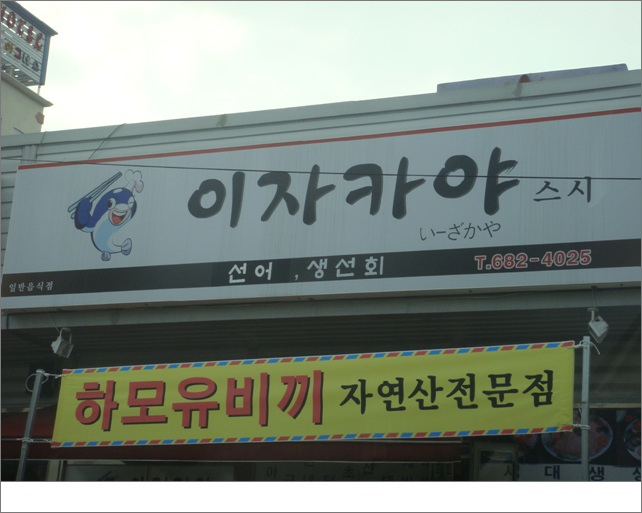 이자카야 스시
い-ざかや
선어, 생선회 T.682-4025
일반음식점
하모유비끼 자연산전문점